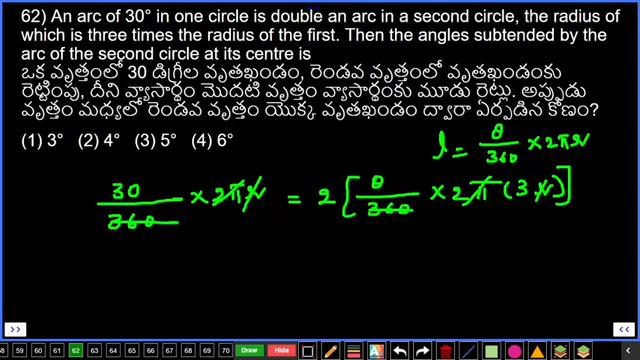 62) An arc of 30° in one circle is double an arc in a second circle, the radius of
which is three times the radius of the first. Then the angles subtended by the
arc of the second circle at its centre is
ఒక వృత్తంలో 30 డిగ్రీల వృతఖండం, రెండవ వృత్తంలో వృతఖండంకు
రెట్టింపు, దీని వ్యాసార్థం మొదటి వృత్తం వ్యాసార్థంకు మూడు రెట్లు. అప్పుడు
వృత్తం మధ్యలో రెండవ వృత్తం యొక్క వృతఖండం ద్వారా ఏర్పడిన కోణం?
(1) 3° (2) 4° (3) 5° (4) 6°
l = θ/360 × 2πr
30/360 × 2πr = 2[θ/360 × 2π(3r)]
58 59 60 61 62 63 64 65 66 67 68 69 70 Draw Hide
>> <<